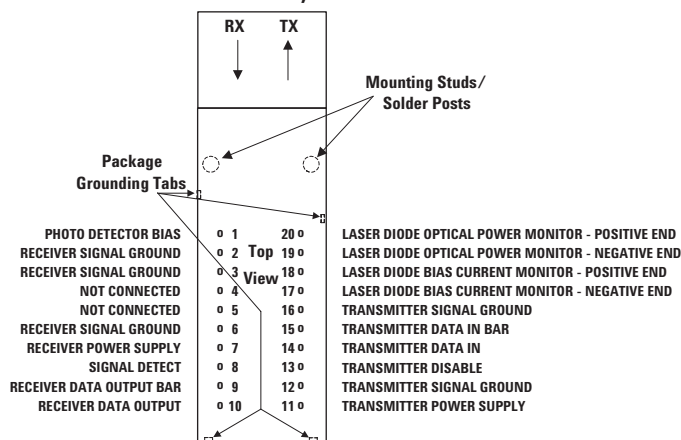 RX TX
Mounting Studs/
Solder Posts
Package
Grounding Tabs
Top
View
PHOTO DETECTOR BIAS o 1 20 o LASER DIODE OPTICAL POWER MONITOR - POSITIVE END
RECEIVER SIGNAL GROUND o 2 19 o LASER DIODE OPTICAL POWER MONITOR - NEGATIVE END
RECEIVER SIGNAL GROUND o 3 18 o LASER DIODE BIAS CURRENT MONITOR - POSITIVE END
NOT CONNECTED o 4 17 o LASER DIODE BIAS CURRENT MONITOR - NEGATIVE END
NOT CONNECTED o 5 16 o TRANSMITTER SIGNAL GROUND
RECEIVER SIGNAL GROUND o 6 15 o TRANSMITTER DATA IN BAR
RECEIVER POWER SUPPLY o 7 14 o TRANSMITTER DATA IN
SIGNAL DETECT o 8 13 o TRANSMITTER DISABLE
RECEIVER DATA OUTPUT BAR o 9 12 o TRANSMITTER SIGNAL GROUND
RECEIVER DATA OUTPUT o 10 11 o TRANSMITTER POWER SUPPLY